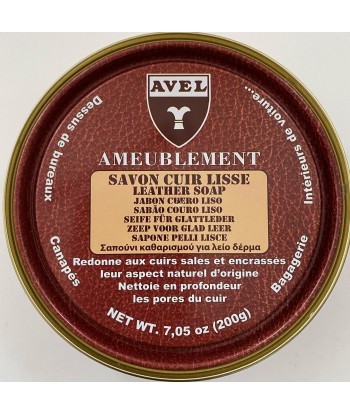 AVEL
AMEUBLEMENT
Dessus de bureaux
Intérieurs de voiture...
SAVON CUIR LISSE
LEATHER SOAP
JABON CUERO LISO
SABÃO COURO LISO
SEIFE FÜR GLATTLEDER
ZEEP VOOR GLAD LEER
SAPONE PELLI LISCE
Σαπούνι καθαρισμού για λείο δέρμα
Canapés
Bagagerie
Redonne aux cuirs sales et encrassés
leur aspect naturel d'origine
Nettoie en profondeur
les pores du cuir
NET WT. 7,05 oz (200g)